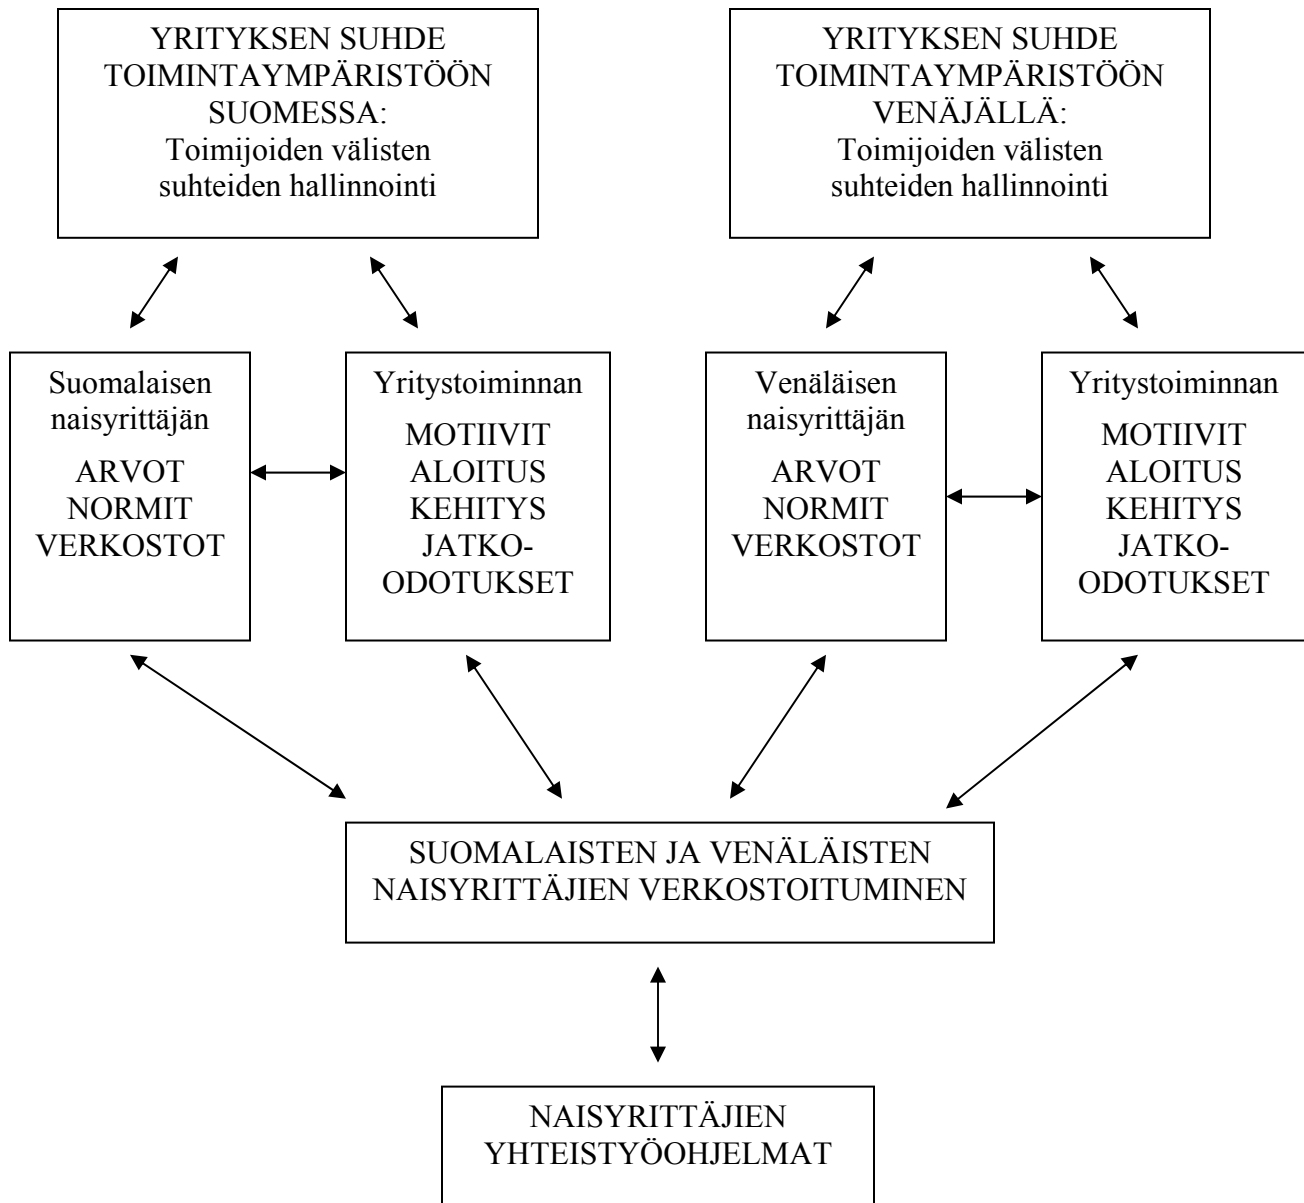 YRITYKSEN SUHDE
TOIMINTAYMPÄRISTÖÖN
SUOMESSA:
Toimijoiden välisten
suhteiden hallinnointi
YRITYKSEN SUHDE
TOIMINTAYMPÄRISTÖÖN
VENÄJÄLLÄ:
Toimijoiden välisten
suhteiden hallinnointi
Suomalaisen
naisyrittäjän
ARVOT
NORMIT
VERKOSTOT
Yritystoiminnan
MOTIIVIT
ALOITUS
KEHITYS
JATKO-
ODOTUKSET
Venäläisen
naisyrittäjän
ARVOT
NORMIT
VERKOSTOT
Yritystoiminnan
MOTIIVIT
ALOITUS
KEHITYS
JATKO-
ODOTUKSET
SUOMALAISTEN JA VENÄLÄISTEN
NAISYRITTÄJIEN VERKOSTOITUMINEN
NAISYRITTÄJIEN
YHTEISTYÖOHJELMAT